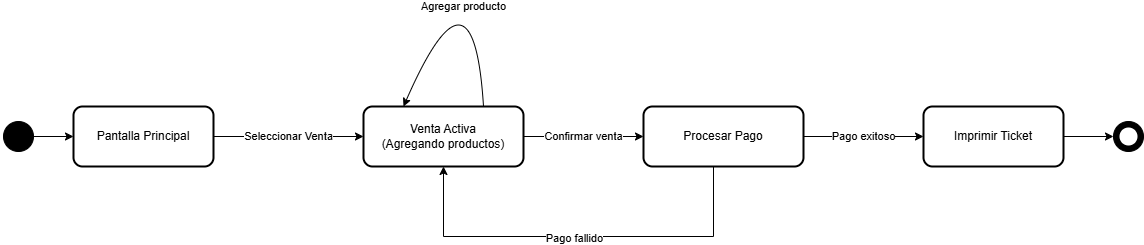 Agregar producto
Pantalla Principal
Seleccionar Venta
Venta Activa
(Agregando productos)
Confirmar venta
Procesar Pago
Pago exitoso
Imprimir Ticket
Pago fallido